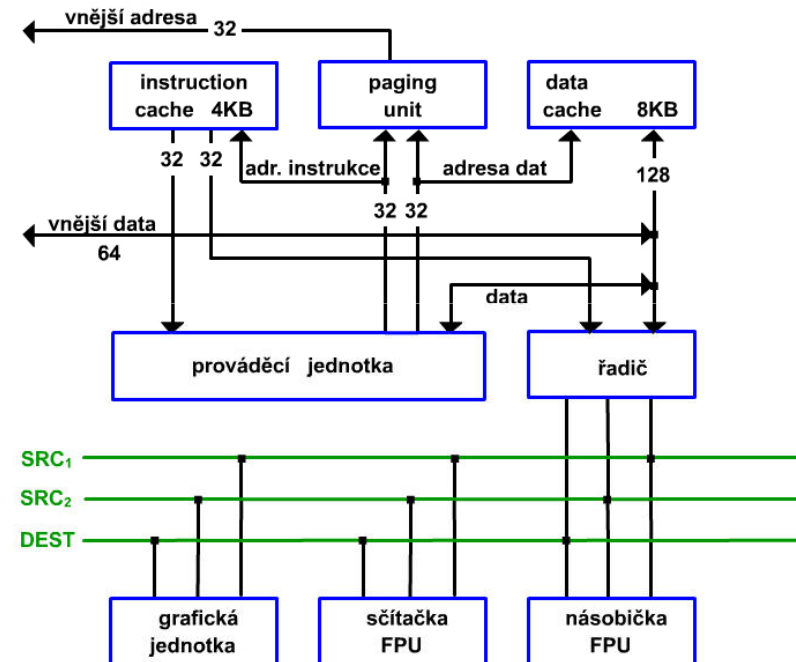 vnější adresa
32
instruction
cache 4KB
paging
unit
data
cache 8KB
32 32
adr. instrukce
adresa dat
128
32 32
vnější data
64
data
prováděcí jednotka
řadič
SRC₁
SRC₂
DEST
grafická
jednotka
sčítačka
FPU
násobička
FPU